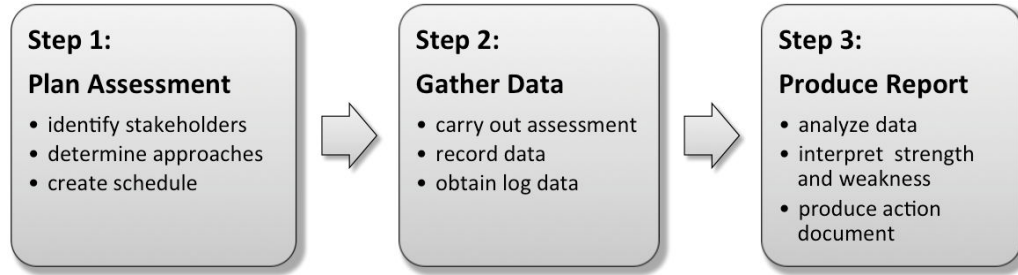 Step 1:
Plan Assessment
• identify stakeholders
• determine approaches
• create schedule
Step 2:
Gather Data
• carry out assessment
• record data
• obtain log data
Step 3:
Produce Report
• analyze data
• interpret strength
and weakness
• produce action
document